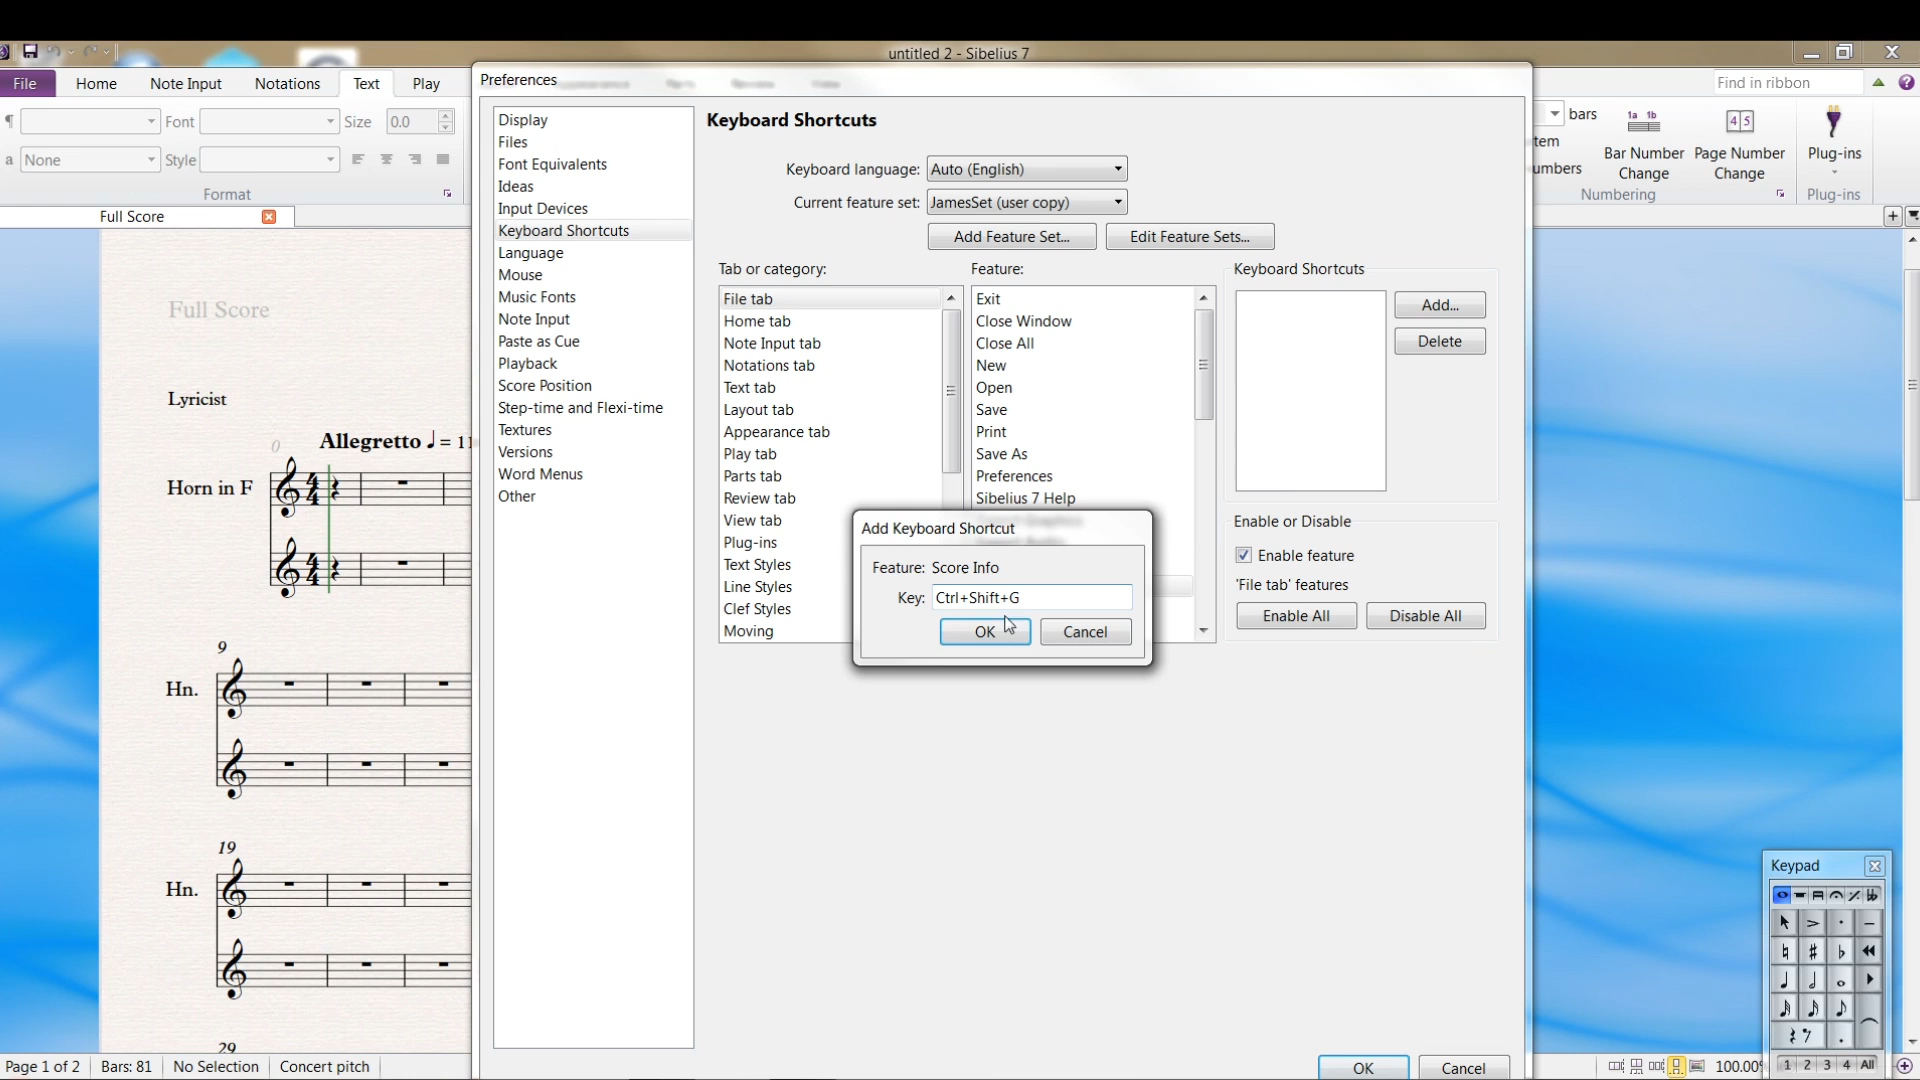 untitled 2 - Sibelius 7
File
Home
Note Input
Notations
Text
Play
Preferences
Find in ribbon
Font
Size
0.0
a
None
Style
Format
bars
Bar Number
Change
Page Number
Change
Numbering
Plug-ins
Plug-ins
Full Score
Full Score
Lyricist
0
Allegretto ♩ = 11
Horn in F
9
Hn.
19
Hn.
29
Display
Files
Font Equivalents
Ideas
Input Devices
Keyboard Shortcuts
Language
Mouse
Music Fonts
Note Input
Paste as Cue
Playback
Score Position
Step-time and Flexi-time
Textures
Versions
Word Menus
Other
Keyboard Shortcuts
Keyboard language: Auto (English)
Current feature set: JamesSet (user copy)
Add Feature Set...
Edit Feature Sets...
Tab or category:
File tab
Home tab
Note Input tab
Notations tab
Text tab
Layout tab
Appearance tab
Play tab
Parts tab
Review tab
View tab
Plug-ins
Text Styles
Line Styles
Clef Styles
Moving
Feature:
Exit
Close Window
Close All
New
Open
Save
Print
Save As
Preferences
Sibelius 7 Help
Keyboard Shortcuts
Add...
Delete
Enable or Disable
Enable feature
'File tab' features
Enable All
Disable All
Add Keyboard Shortcut
Feature: Score Info
Key: Ctrl+Shift+G
OK
Cancel
OK
Cancel
Keypad
1 2 3 4 All
Page 1 of 2
Bars: 81
No Selection
Concert pitch
100.00%